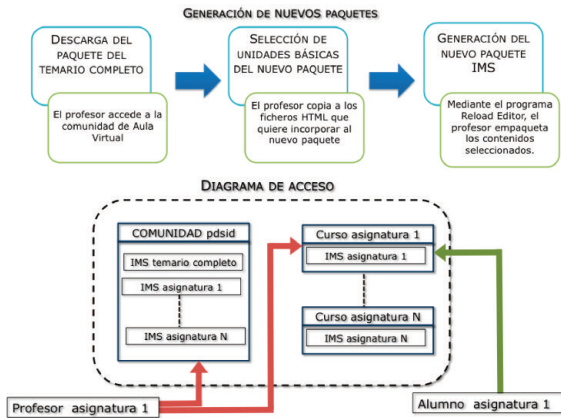 GENERACIÓN DE NUEVOS PAQUETES
DESCARGA DEL
PAQUETE DEL
TEMARIO COMPLETO
El profesor accede a la
comunidad de Aula
Virtual
SELECCIÓN DE
UNIDADES BÁSICAS
DEL NUEVO PAQUETE
El profesor copia a los
ficheros HTML que
quiere incorporar al
nuevo paquete
GENERACIÓN DEL
NUEVO PAQUETE
IMS
Mediante el programa
Reload Editor, el
profesor empaqueta
los contenidos
seleccionados.
DIAGRAMA DE ACCESO
COMUNIDAD pdsid
IMS temario completo
IMS asignatura 1
IMS asignatura N
Curso asignatura 1
IMS asignatura 1
Curso asignatura N
IMS asignatura N
Profesor asignatura 1
Alumno asignatura 1